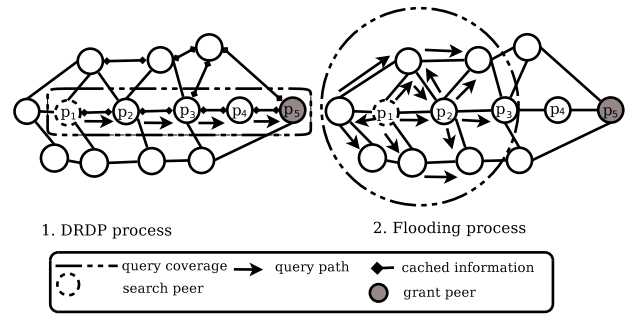 p1 p2 p3 p4 p5
p1 p2 p3 p4 p5
1. DRDP process
2. Flooding process
query coverage
query path
cached information
search peer
grant peer